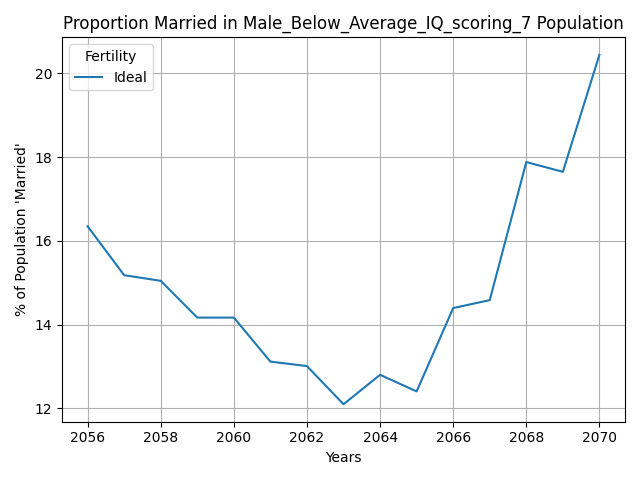 Proportion Married in Male_Below_Average_IQ_scoring_7 Population
Fertility
Ideal
% of Population 'Married'
20
18
16
14
12
2056 2058 2060 2062 2064 2066 2068 2070
Years